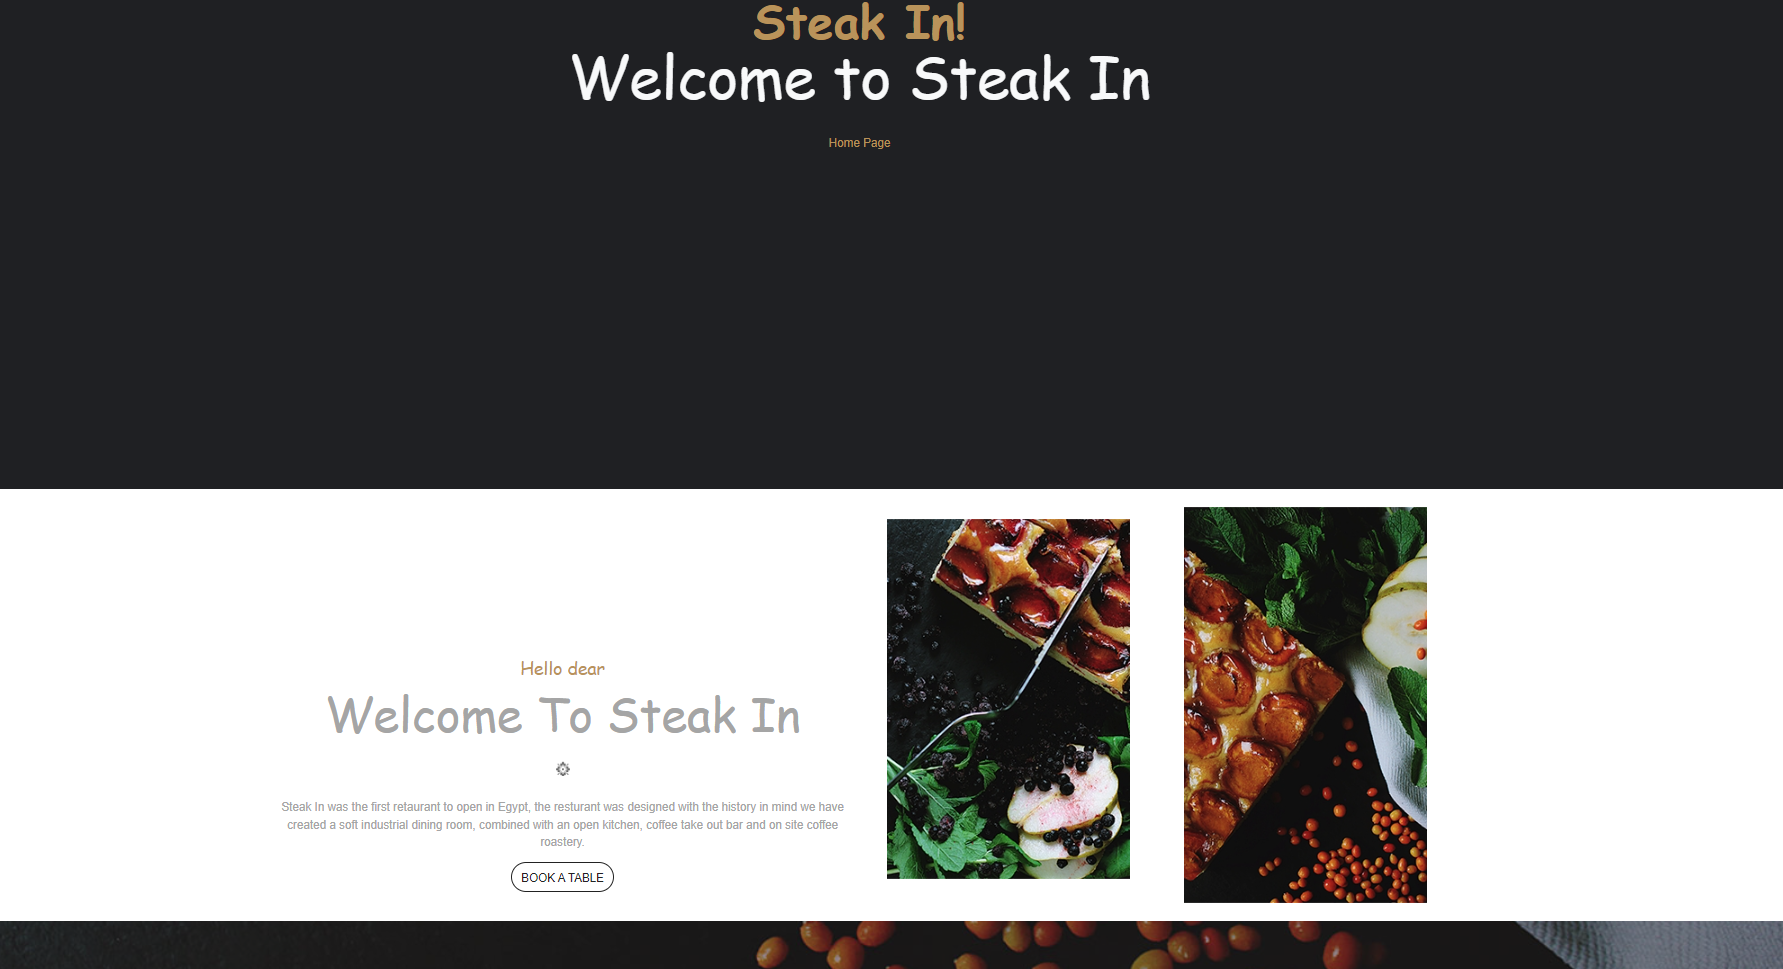 Steak In!
Welcome to Steak In
Home Page
Hello dear
Welcome To Steak In
Steak In was the first retaurant to open in Egypt, the resturant was designed with the history in mind we have
created a soft industrial dining room, combined with an open kitchen, coffee take out bar and on site coffee
roastery.
BOOK A TABLE